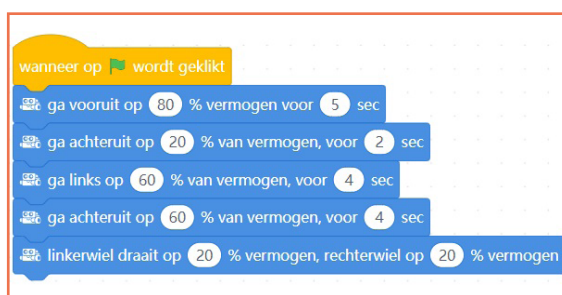 wanneer op wordt geklikt
ga vooruit op 80 % vermogen voor 5 sec
ga achteruit op 20 % van vermogen, voor 2 sec
ga links op 60 % van vermogen, voor 4 sec
ga achteruit op 60 % van vermogen, voor 4 sec
linkerwiel draait op 20 % vermogen, rechterwiel op 20 % vermogen